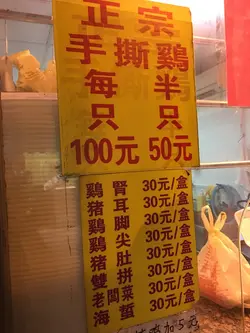 正宗
手撕鷄
每 半
只 只
100元 50元
鷄腎 30元/盒
猪耳 30元/盒
鷄脚 30元/盒
鷄尖 30元/盒
猪肚 30元/盒
雙拼 30元/盒
老闆菜 30元/盒
海蜇 30元/盒